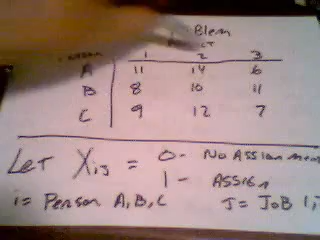 Blem
1 2 3
A 11 14 6
B 8 10 11
C 9 12 7
Let Xij = 0 - No Assignmen
1 - Assign
i = Person A, B, C J = JoB 1,